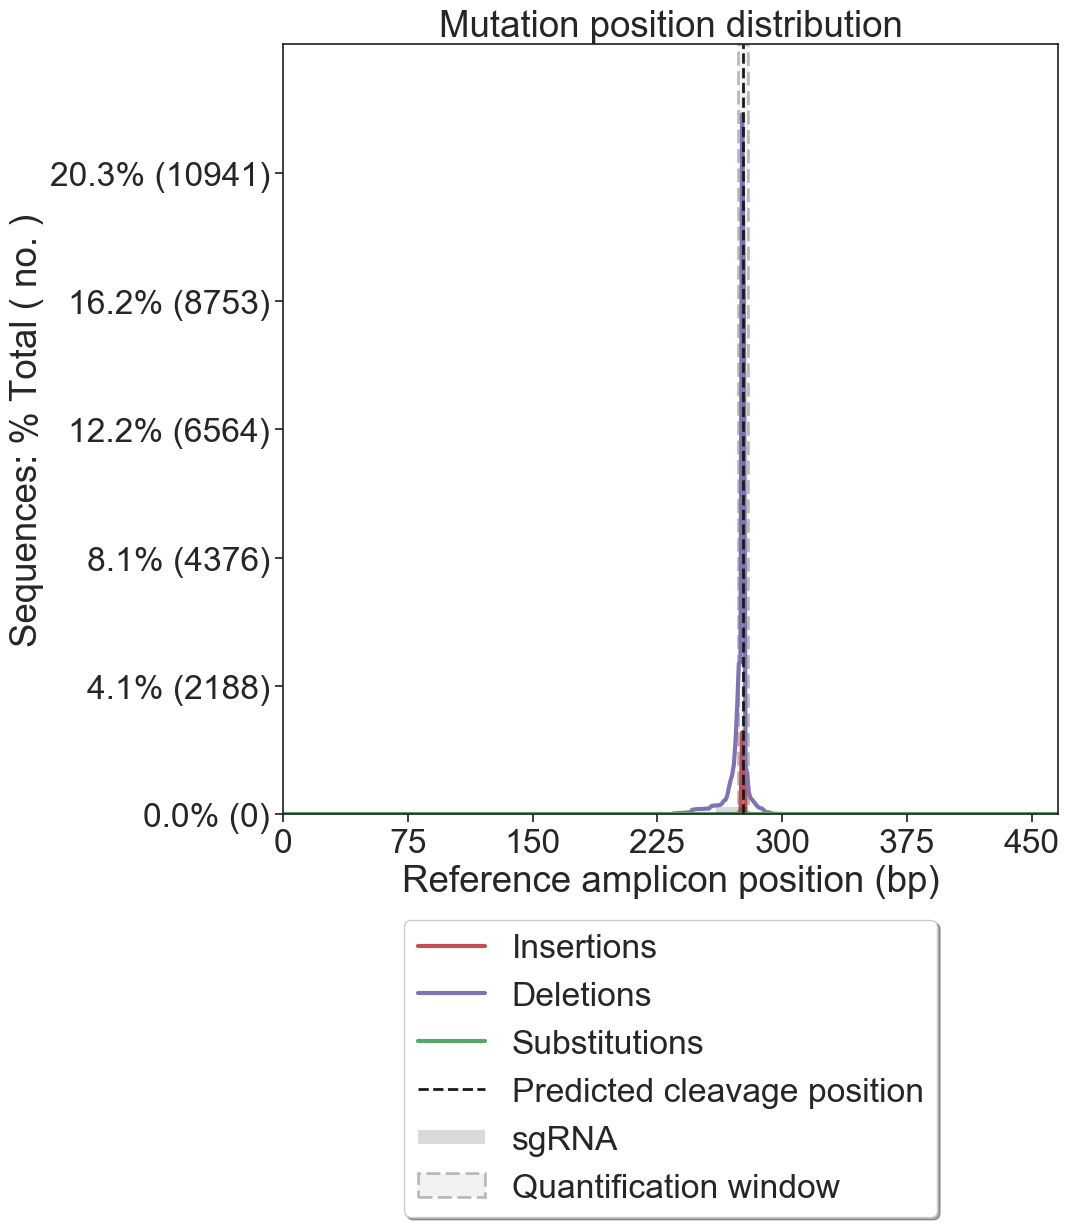 Mutation position distribution
20.3% (10941)
16.2% (8753)
12.2% (6564)
8.1% (4376)
4.1% (2188)
0.0% (0)
Sequences: % Total ( no. )
0 75 150 225 300 375 450
Reference amplicon position (bp)
Insertions
Deletions
Substitutions
Predicted cleavage position
sgRNA
Quantification window